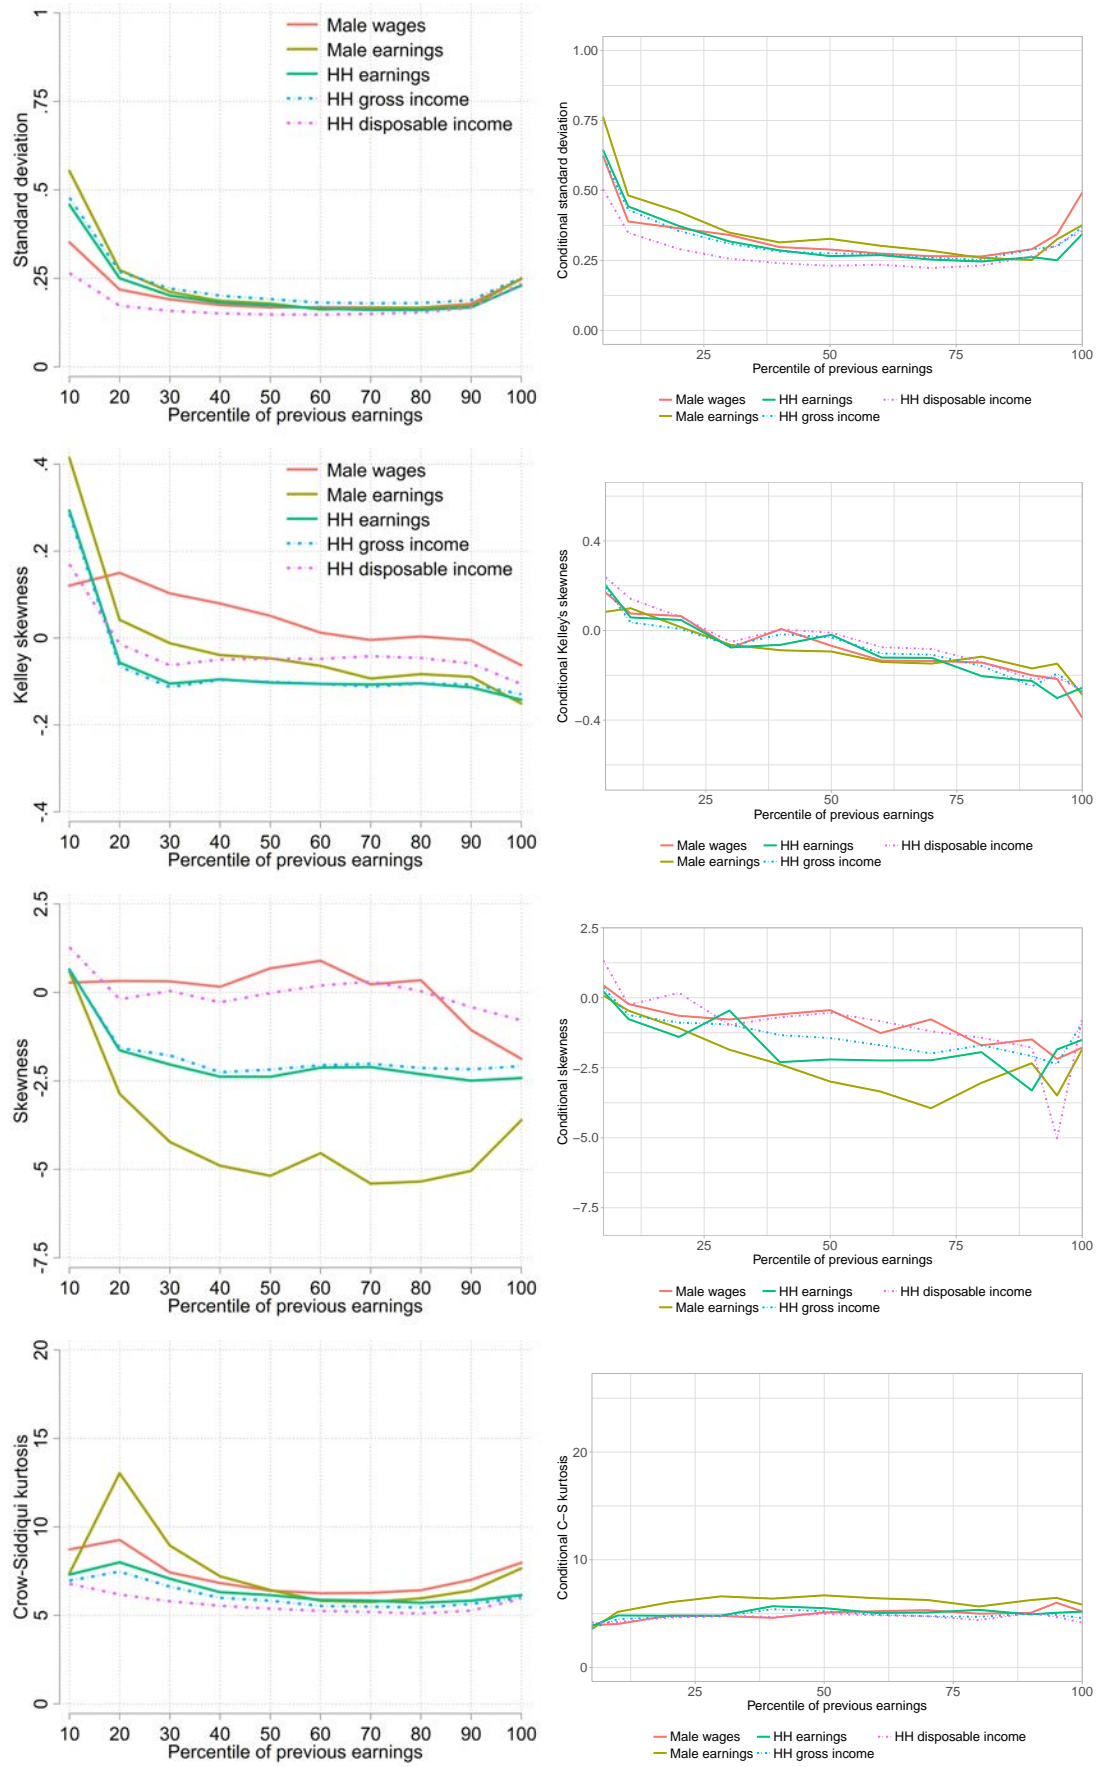 1
.75
.5
.25
0
Standard deviation
Male wages
Male earnings
HH earnings
HH gross income
HH disposable income
10 20 30 40 50 60 70 80 90 100
Percentile of previous earnings
1.00
0.75
0.50
0.25
0.00
Conditional standard deviation
25 50 75 100
Percentile of previous earnings
Male wages HH earnings HH disposable income
Male earnings HH gross income
.4
.2
0
-.2
-.4
Kelley skewness
Male wages
Male earnings
HH earnings
HH gross income
HH disposable income
10 20 30 40 50 60 70 80 90 100
Percentile of previous earnings
0.4
0.0
−0.4
Conditional Kelley's skewness
25 50 75 100
Percentile of previous earnings
Male wages HH earnings HH disposable income
Male earnings HH gross income
2.5
0
-2.5
-5
-7.5
Skewness
10 20 30 40 50 60 70 80 90 100
Percentile of previous earnings
2.5
0.0
−2.5
−5.0
−7.5
Conditional skewness
25 50 75 100
Percentile of previous earnings
Male wages HH earnings HH disposable income
Male earnings HH gross income
20
15
10
5
0
Crow-Siddiqui kurtosis
10 20 30 40 50 60 70 80 90 100
Percentile of previous earnings
20
10
0
Conditional C−S kurtosis
25 50 75 100
Percentile of previous earnings
Male wages HH earnings HH disposable income
Male earnings HH gross income